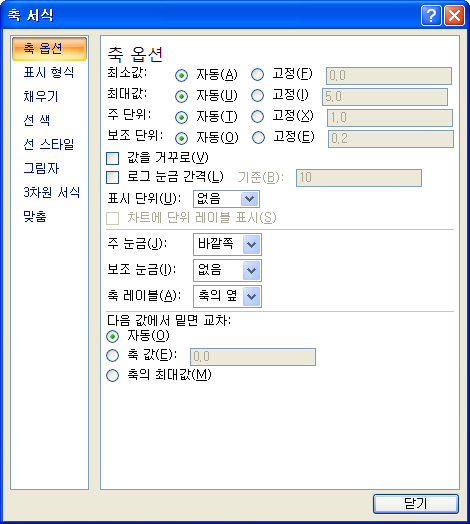 축 서식
축 옵션
표시 형식
채우기
선 색
선 스타일
그림자
3차원 서식
맞춤
축 옵션
최소값: 자동(A) 고정(F) 0,0
최대값: 자동(U) 고정(I) 5,0
주 단위: 자동(T) 고정(X) 1,0
보조 단위: 자동(O) 고정(E) 0,2
값을 거꾸로(V)
로그 눈금 간격(L) 기준(B): 10
표시 단위(U): 없음
차트에 단위 레이블 표시(S)
주 눈금(J): 바깥쪽
보조 눈금(I): 없음
축 레이블(A): 축의 옆
다음 값에서 밑면 교차:
자동(O)
축 값(E): 0,0
축의 최대값(M)
닫기